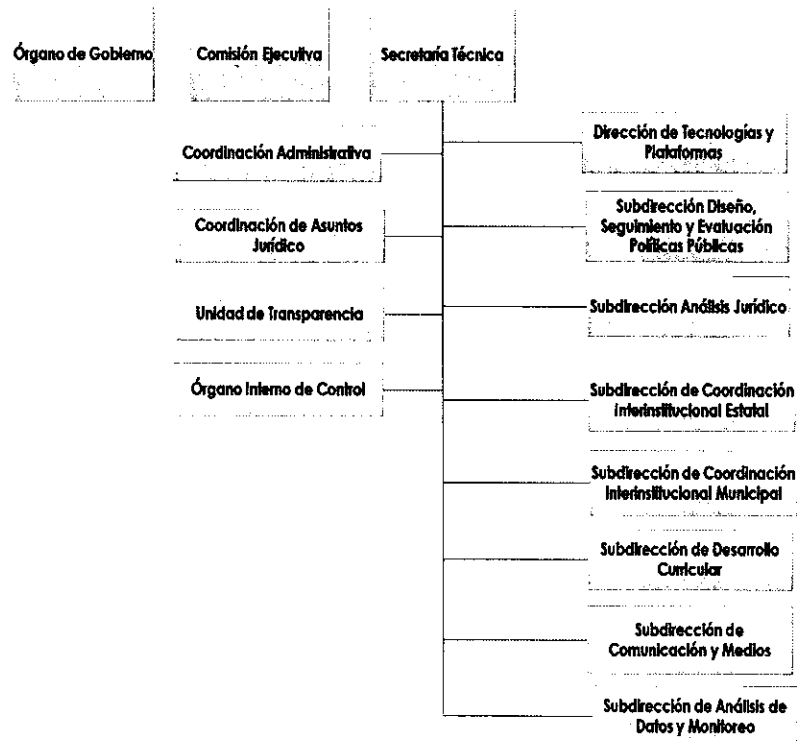 Órgano de Gobierno
Comisión Ejecutiva
Secretaría Técnica
Coordinación Administrativa
Coordinación de Asuntos
Jurídico
Unidad de Transparencia
Órgano Interno de Control
Dirección de Tecnologías y
Plataformas
Subdirección Diseño,
Seguimiento y Evaluación
Políticas Públicas
Subdirección Análisis Jurídico
Subdirección de Coordinación
Interinstitucional Estatal
Subdirección de Coordinación
Interinstitucional Municipal
Subdirección de Desarrollo
Curricular
Subdirección de
Comunicación y Medios
Subdirección de Análisis de
Datos y Monitoreo